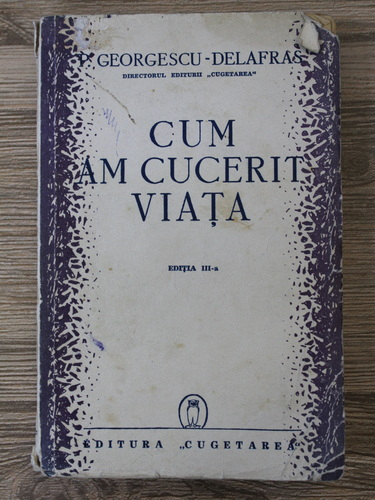 P. GEORGESCU-DELAFRAS
DIRECTORUL EDITURII „CUGETAREA"
CUM
AM CUCERIT
VIAȚA
EDIȚIA III-a
EDITURA „CUGETAREA"